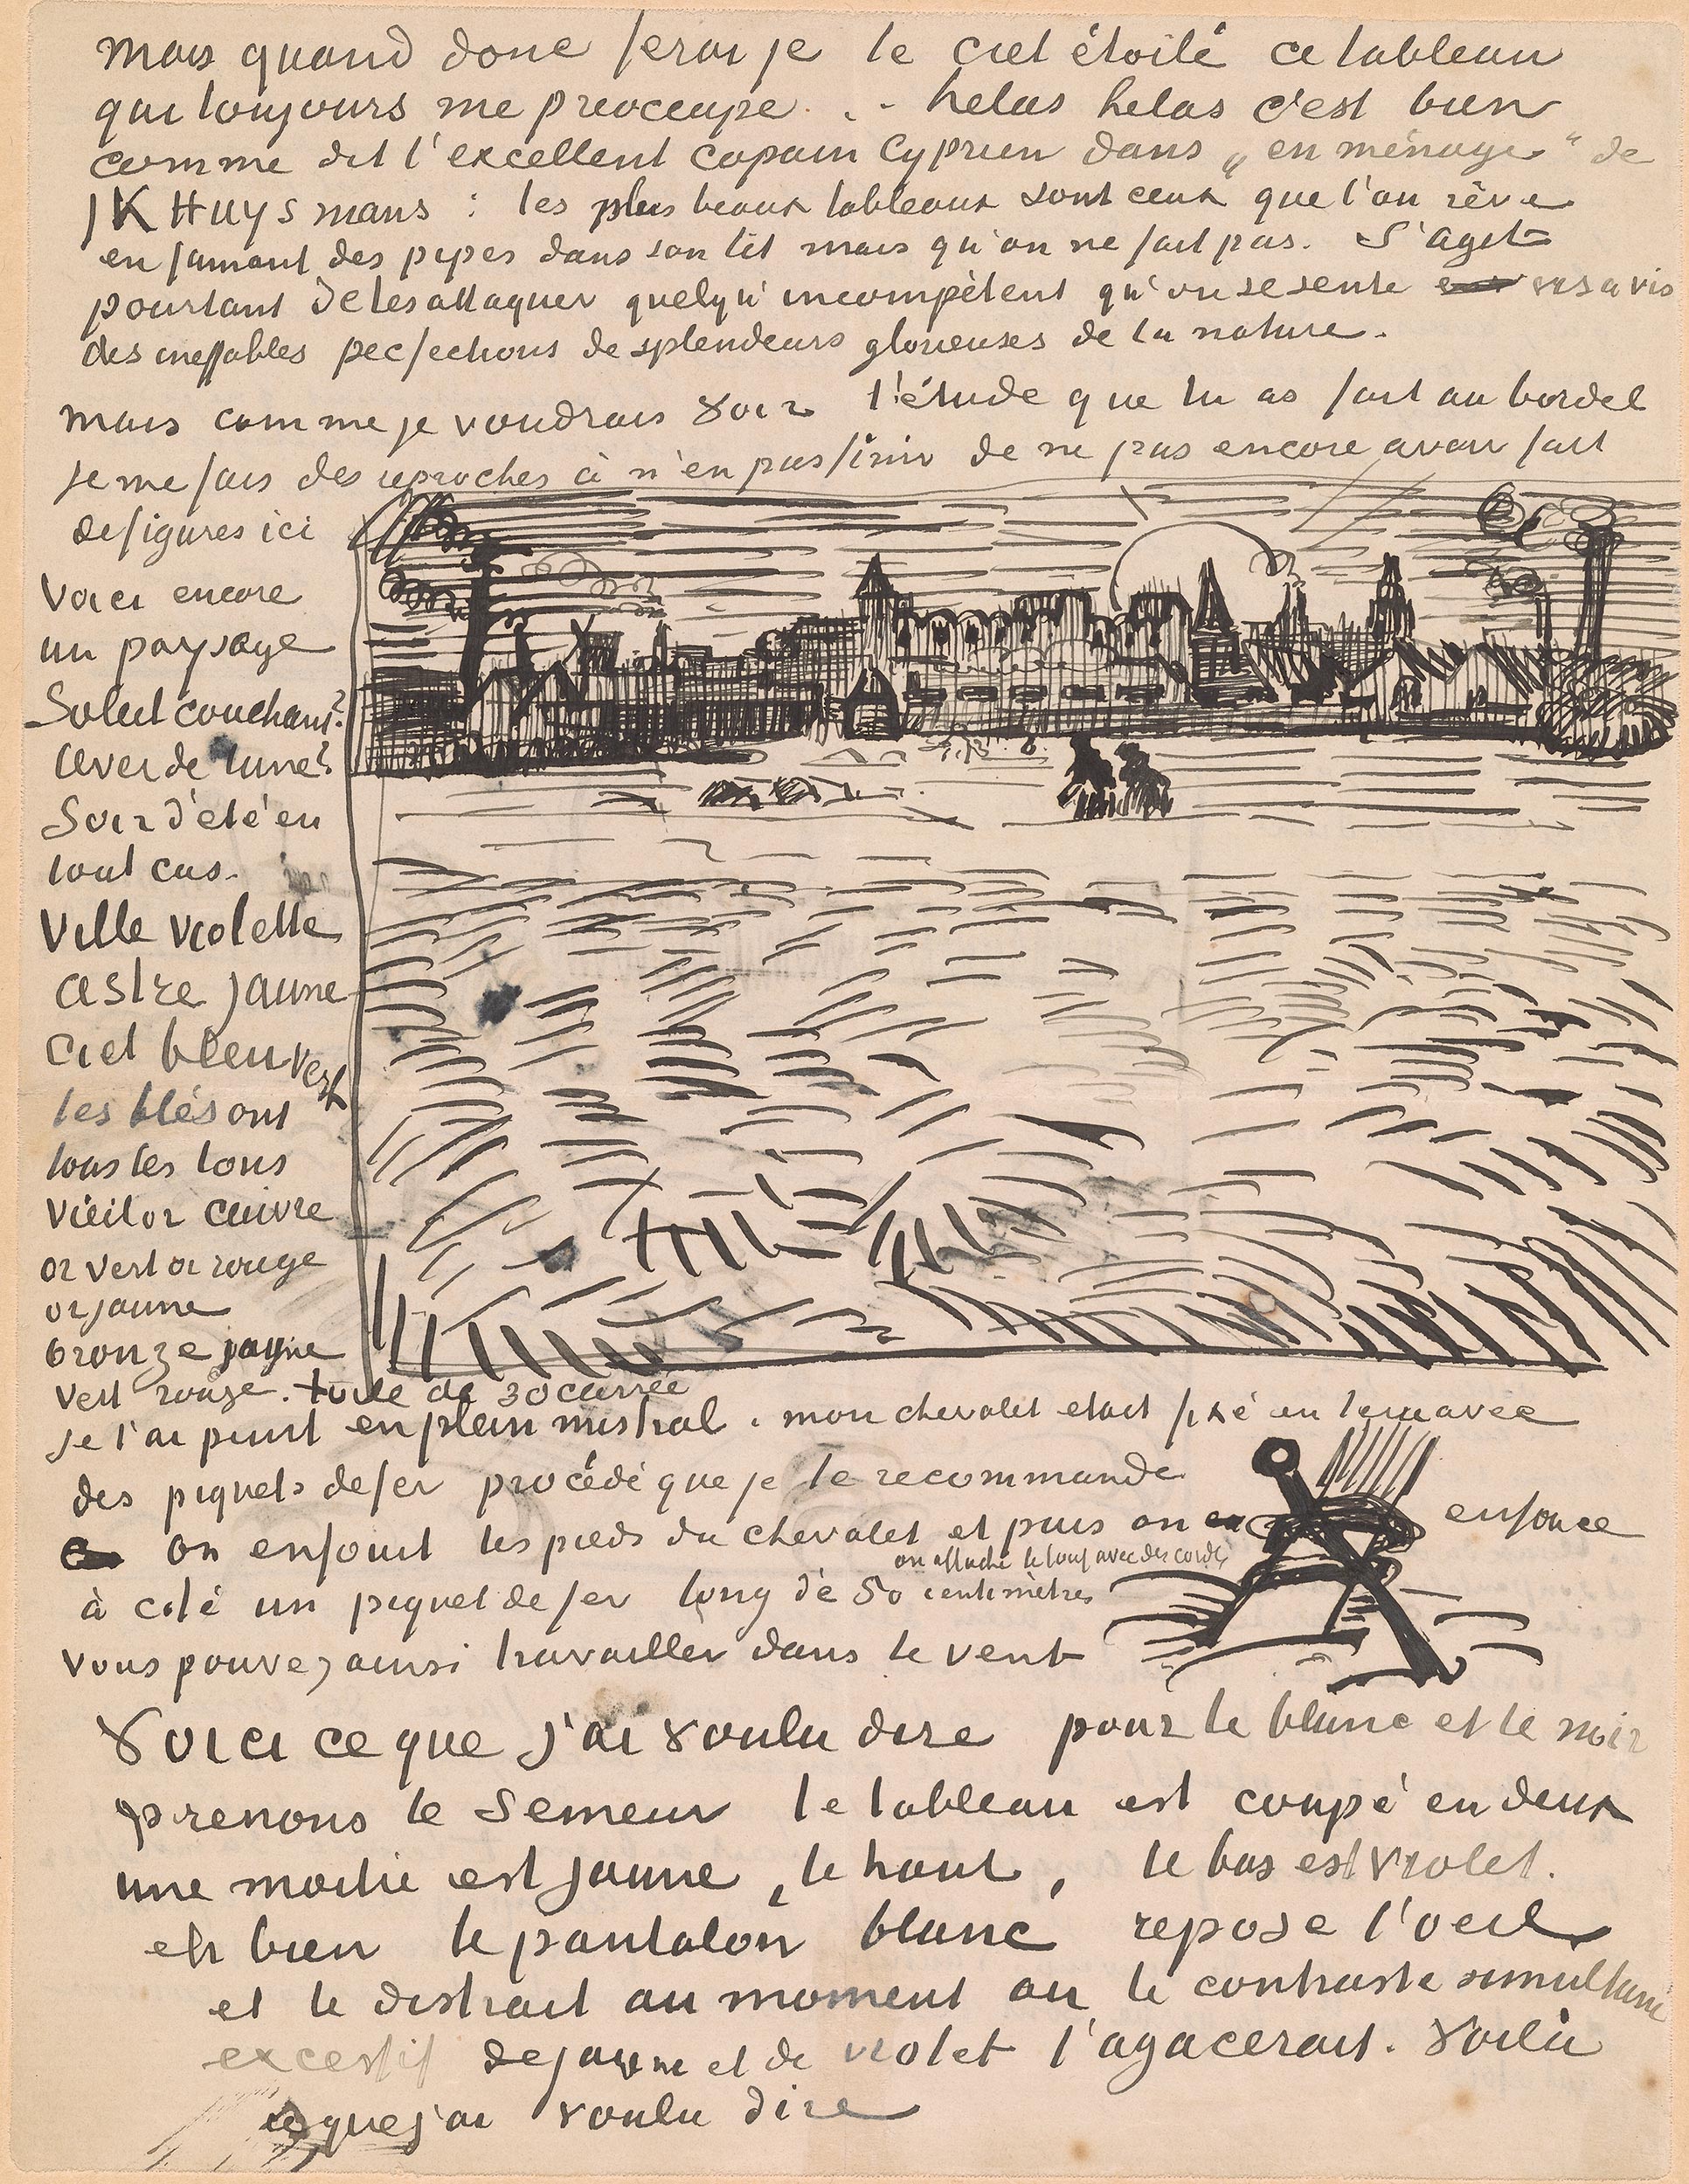 mais quand donc ferai je le ciel étoilé ce tableau
qui toujours me preoccupe . . - helas helas c'est bien
comme dit l'excellent copain Cyprien dans „en ménage“ de
JK Huysmans : les plus beaux tableaux sont ceux que l'on rève
en fumant des pipes dans son lit mais qu'on ne fait pas. S'agit
pourtant de les attaquer quelqu'incompétent qu'on se sente vis a vis
des ineffables perfections de splendeurs glorieuses de la nature.
mais comme je voudrais voir l'étude que tu as fait au bordel
je me fais des reproches à n'en pas finir de ne pas encore avoir fait
de figures ici
Voici encore
un paysage
Soleil couchant?
lever de lune?
Soir d'été en
tout cas.
Ville violette
astre jaune
ciel bleu vert
les blés ont
tous les tons
vieil or cuivre
or vert or rouge
or jaune
bronze jaune
vert rouge. toile de 30 carrée
je l'ai peint en plein mistral. mon chevalet etait fixé en terre avec
des piquets de fer procédé que je te recommande
on enfouit les pieds du chevalet et puis on enfonce
à coté un piquet de fer long de 50 centimètres
on attache le tout avec des cordes
vous pouvez ainsi travailler dans le vent
Voici ce que j'ai voulu dire pour le blanc et le noir
prenons le Semeur le tableau est coupé en deux
une moitié est jaune, le haut, le bas est violet.
eh bien le pantalon blanc repose l'oeil
et le distrait au moment ou le contraste simultané
excessif de jaune et de violet l'agacerait. Voilà
ce que j'ai voulu dire